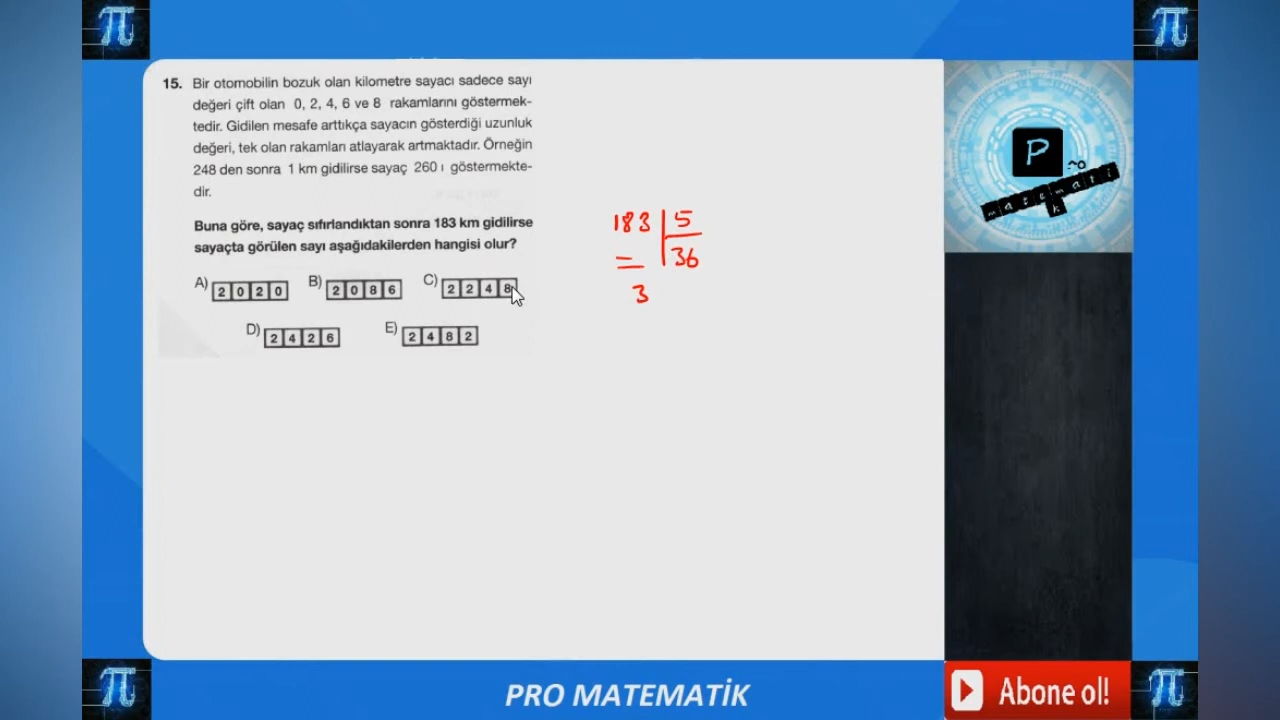 15. Bir otomobilin bozuk olan kilometre sayacı sadece sayı
değeri çift olan 0, 2, 4, 6 ve 8 rakamlarını göstermek-
tedir. Gidilen mesafe arttıkça sayacın gösterdiği uzunluk
değeri, tek olan rakamları atlayarak artmaktadır. Örneğin
248 den sonra 1 km gidilirse sayaç 260 ı göstermekte-
dir.
Buna göre, sayaç sıfırlandıktan sonra 183 km gidilirse
sayaçta görülen sayı aşağıdakilerden hangisi olur?
A) 2 0 2 0 B) 2 0 8 6 C) 2 2 4 8
D) 2 4 2 6 E) 2 4 8 2
183 5
36
3
P
matematik
PRO MATEMATİK
Abone ol!